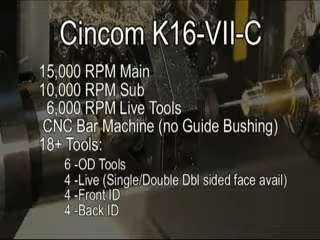 Cincom K16-VII-C
15,000 RPM Main
10,000 RPM Sub
6,000 RPM Live Tools
CNC Bar Machine (no Guide Bushing)
18+ Tools:
6 -OD Tools
4 -Live (Single/Double Dbl sided face avail)
4 -Front ID
4 -Back ID